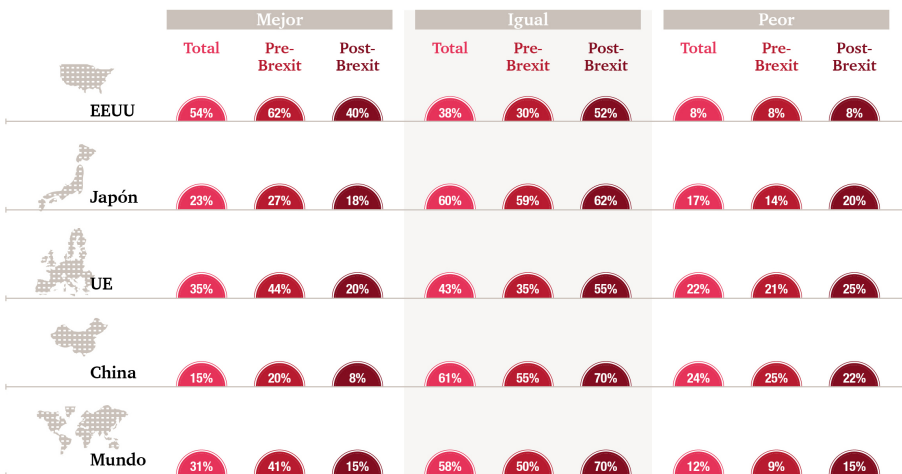 Mejor Igual Peor
Total Pre-Brexit Post-Brexit Total Pre-Brexit Post-Brexit Total Pre-Brexit Post-Brexit
EEUU 54% 62% 40% 38% 30% 52% 8% 8% 8%
Japón 23% 27% 18% 60% 59% 62% 17% 14% 20%
UE 35% 44% 20% 43% 35% 55% 22% 21% 25%
China 15% 20% 8% 61% 55% 70% 24% 25% 22%
Mundo 31% 41% 15% 58% 50% 70% 12% 9% 15%